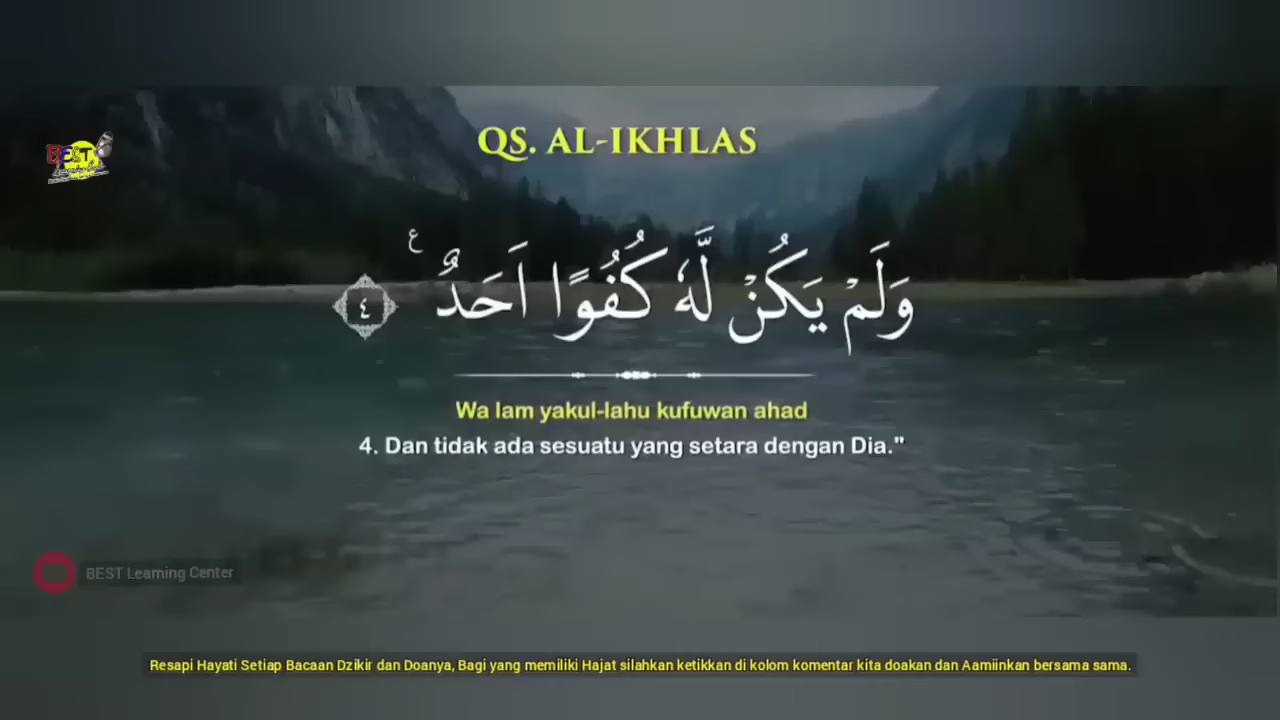 QS. AL-IKHLAS
BEST
وَلَمْ يَكُنْ لَّهٗ كُفُوًا اَحَدٌ ࣖ ٤
Wa lam yakul-lahu kufuwan ahad
4. Dan tidak ada sesuatu yang setara dengan Dia."
BEST Learning Center
Resapi Hayati Setiap Bacaan Dzikir dan Doanya, Bagi yang memiliki Hajat silahkan ketikkan di kolom komentar kita doakan dan Aamiinkan bersama sama.